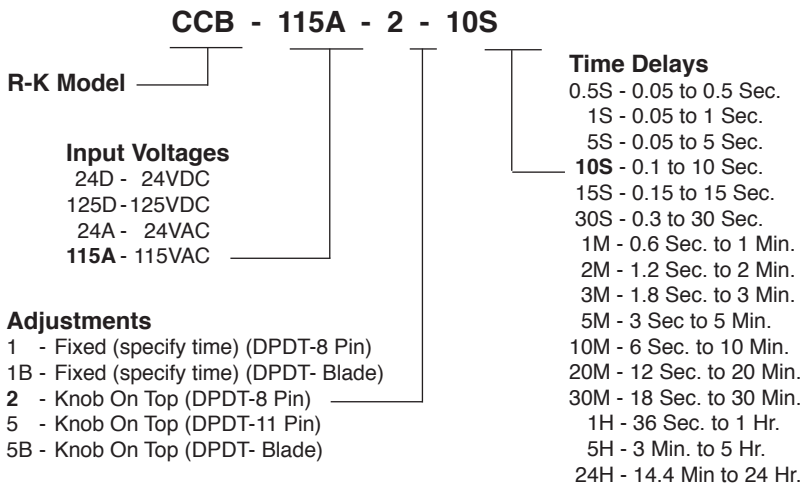 CCB - 115A - 2 - 10S
R-K Model
Input Voltages
24D - 24VDC
125D - 125VDC
24A - 24VAC
115A - 115VAC
Adjustments
1 - Fixed (specify time) (DPDT-8 Pin)
1B - Fixed (specify time) (DPDT- Blade)
2 - Knob On Top (DPDT-8 Pin)
5 - Knob On Top (DPDT-11 Pin)
5B - Knob On Top (DPDT- Blade)
Time Delays
0.5S - 0.05 to 0.5 Sec.
1S - 0.05 to 1 Sec.
5S - 0.05 to 5 Sec.
10S - 0.1 to 10 Sec.
15S - 0.15 to 15 Sec.
30S - 0.3 to 30 Sec.
1M - 0.6 Sec. to 1 Min.
2M - 1.2 Sec. to 2 Min.
3M - 1.8 Sec. to 3 Min.
5M - 3 Sec to 5 Min.
10M - 6 Sec. to 10 Min.
20M - 12 Sec. to 20 Min.
30M - 18 Sec. to 30 Min.
1H - 36 Sec. to 1 Hr.
5H - 3 Min. to 5 Hr.
24H - 14.4 Min to 24 Hr.